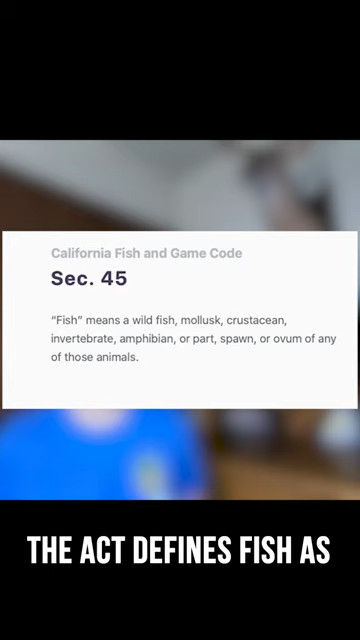 California Fish and Game Code
Sec. 45
“Fish” means a wild fish, mollusk, crustacean,
invertebrate, amphibian, or part, spawn, or ovum of any
of those animals.
THE ACT DEFINES FISH AS